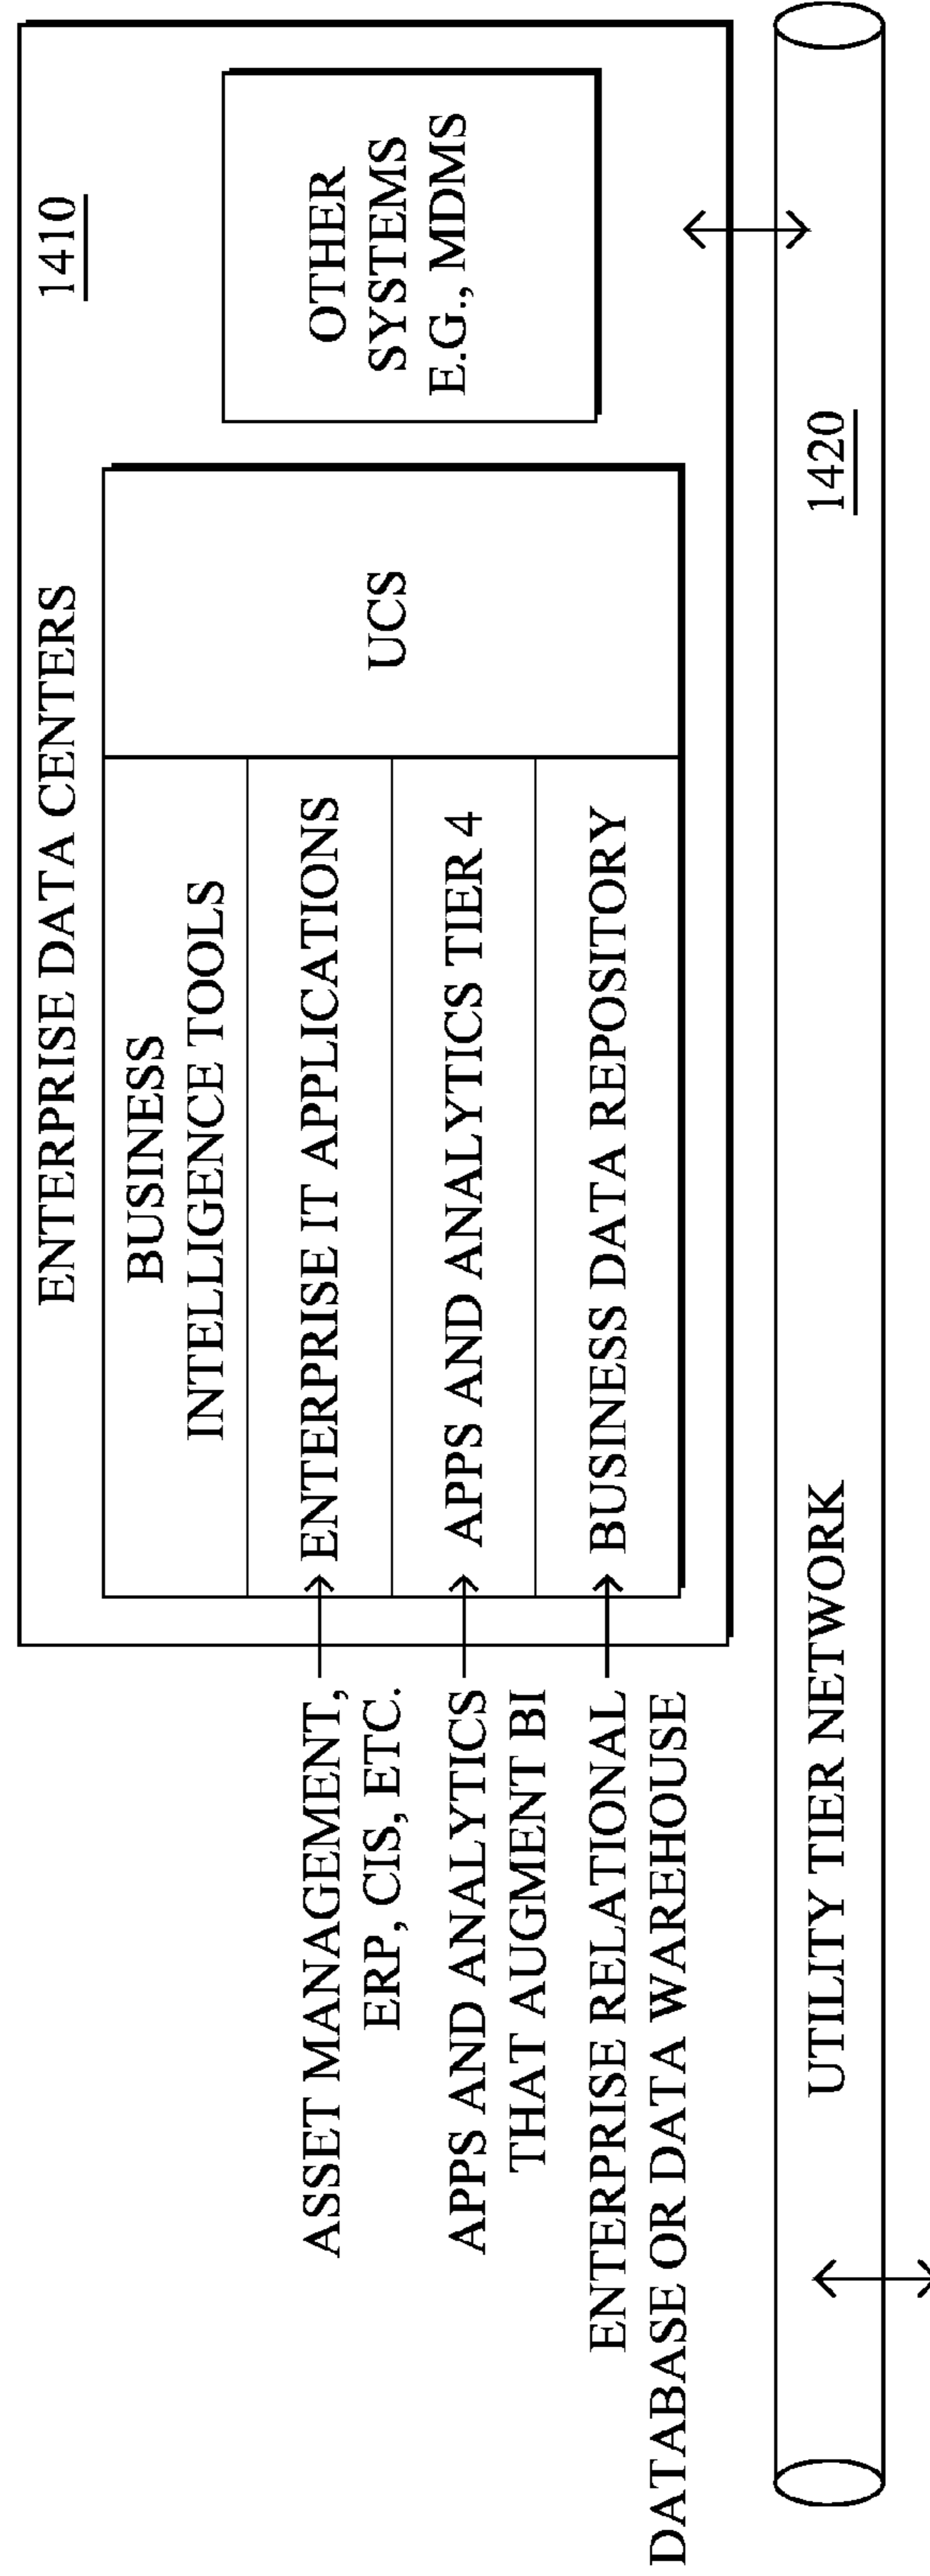 ENTERPRISE DATA CENTERS
1410
BUSINESS
INTELLIGENCE TOOLS
ENTERPRISE IT APPLICATIONS
APPS AND ANALYTICS TIER 4
BUSINESS DATA REPOSITORY
UCS
OTHER
SYSTEMS
E.G., MDMS
ASSET MANAGEMENT,
ERP, CIS, ETC.
APPS AND ANALYTICS
THAT AUGMENT BI
ENTERPRISE RELATIONAL
DATABASE OR DATA WAREHOUSE
UTILITY TIER NETWORK
1420